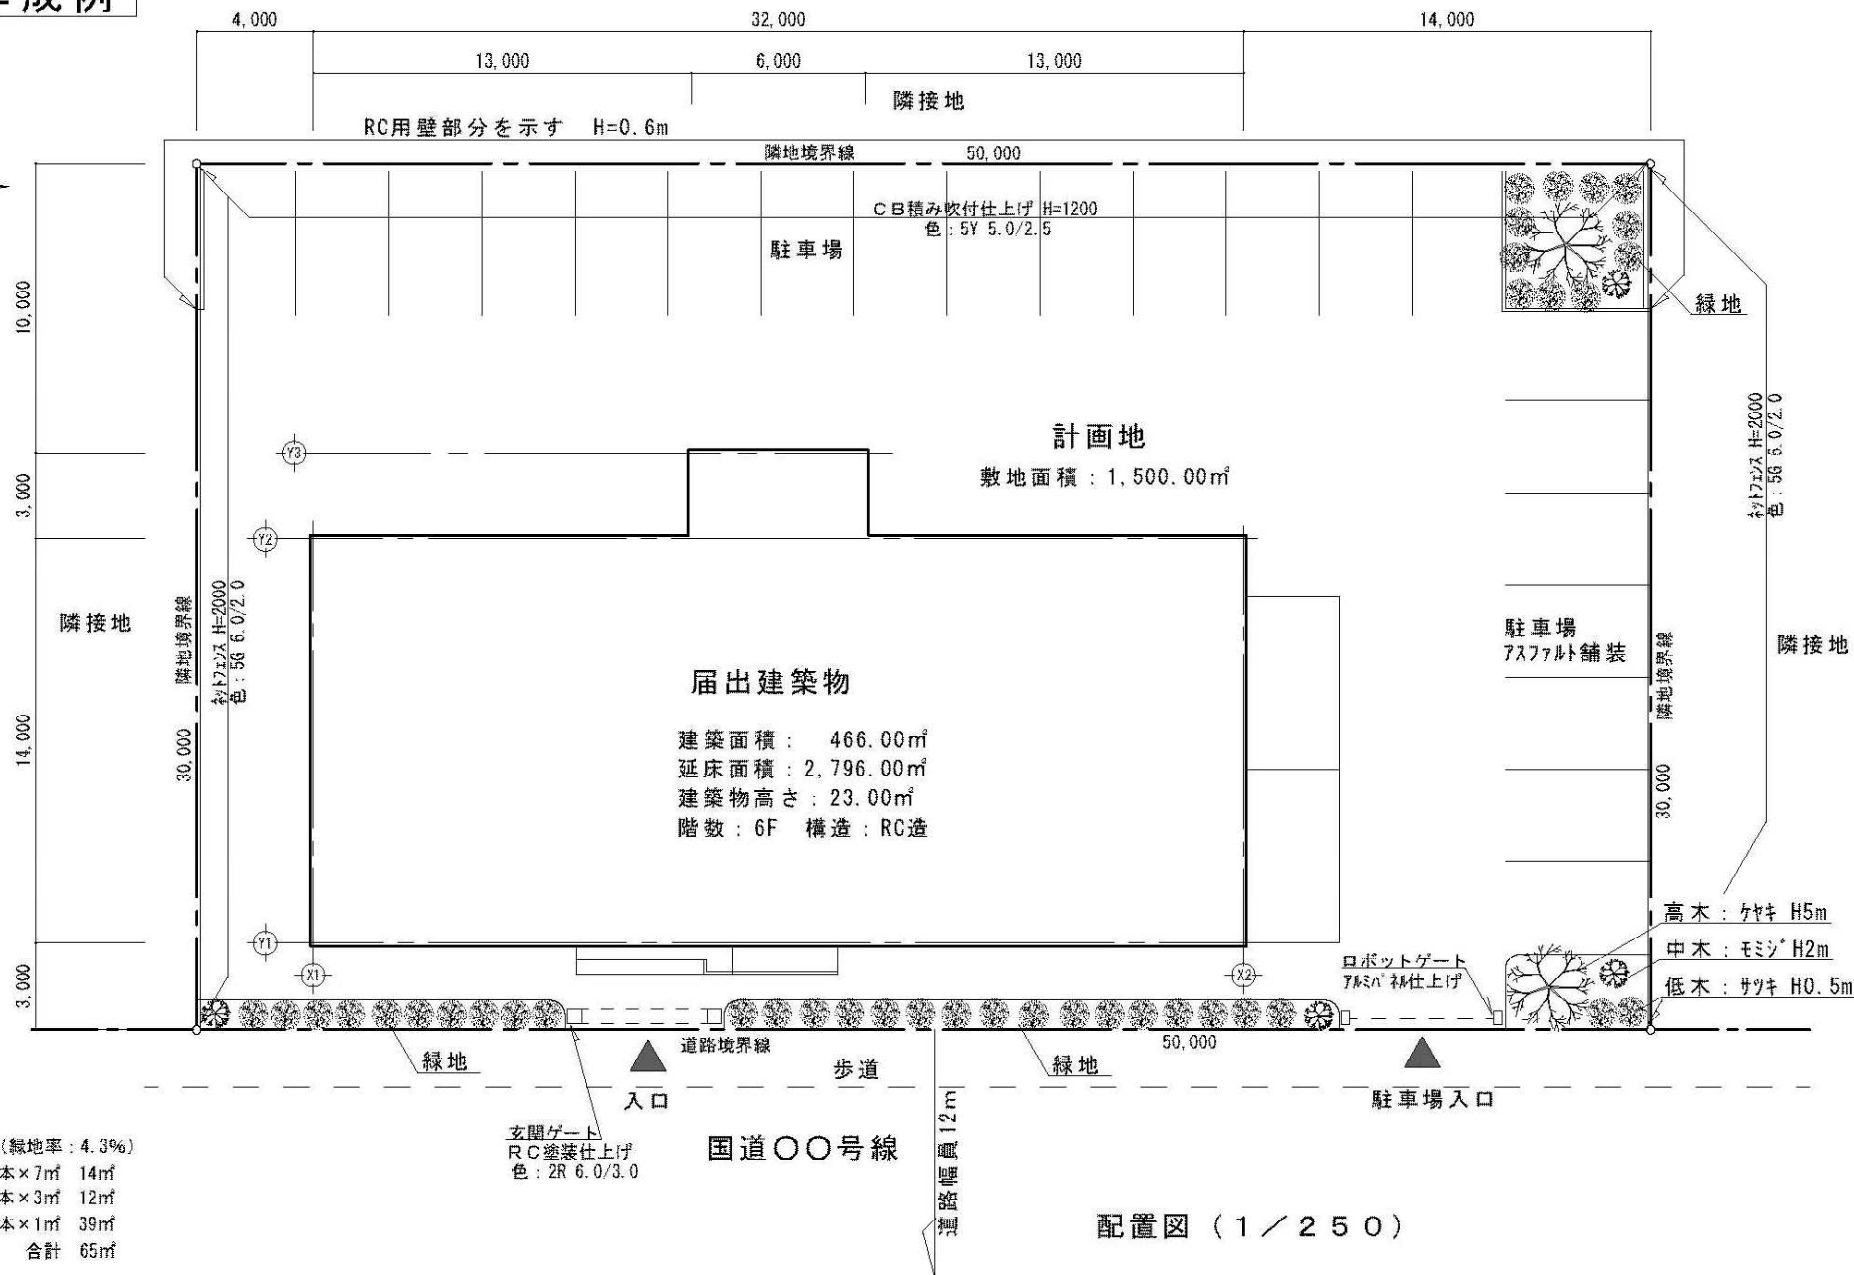 成例
4,000
32,000
14,000
13,000
6,000
13,000
隣接地
RC用壁部分を示す H=0.6m
隣地境界線
50,000
CB積み吹付仕上げ H=1200
色:5Y 5.0/2.5
駐車場
緑地
10,000
3,000
14,000
3,000
Y3
Y2
Y1
X1
X2
計画地
敷地面積:1,500.00㎡
ネットフェンス H=2000
色:5G 6.0/2.0
隣接地
隣地境界線
30,000
ネットフェンス H=2000
色:5G 6.0/2.0
届出建築物
建築面積: 466.00㎡
延床面積:2,796.00㎡
建築物高さ:23.00㎡
階数:6F 構造:RC造
駐車場
アスファルト舗装
隣地境界線
30,000
隣接地
高木:ケヤキ H5m
中木:モミジ H2m
低木:サツキ H0.5m
ロボットゲート
アルミパネル仕上げ
緑地
道路境界線
50,000
歩道
緑地
入口
駐車場入口
玄関ゲート
RC塗装仕上げ
色:2R 6.0/3.0
国道〇〇号線
道路幅員12m
配置図(1/250)
(緑地率:4.3%)
本×7㎡ 14㎡
本×3㎡ 12㎡
本×1㎡ 39㎡
合計 65㎡